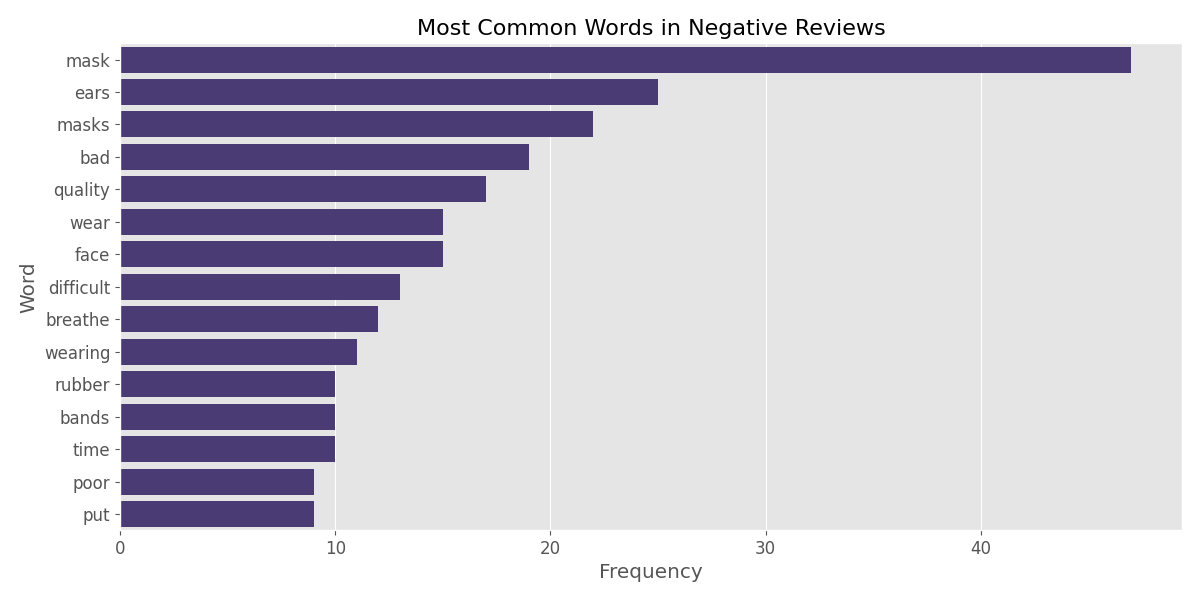 Most Common Words in Negative Reviews
Word
mask
ears
masks
bad
quality
wear
face
difficult
breathe
wearing
rubber
bands
time
poor
put
0 10 20 30 40
Frequency